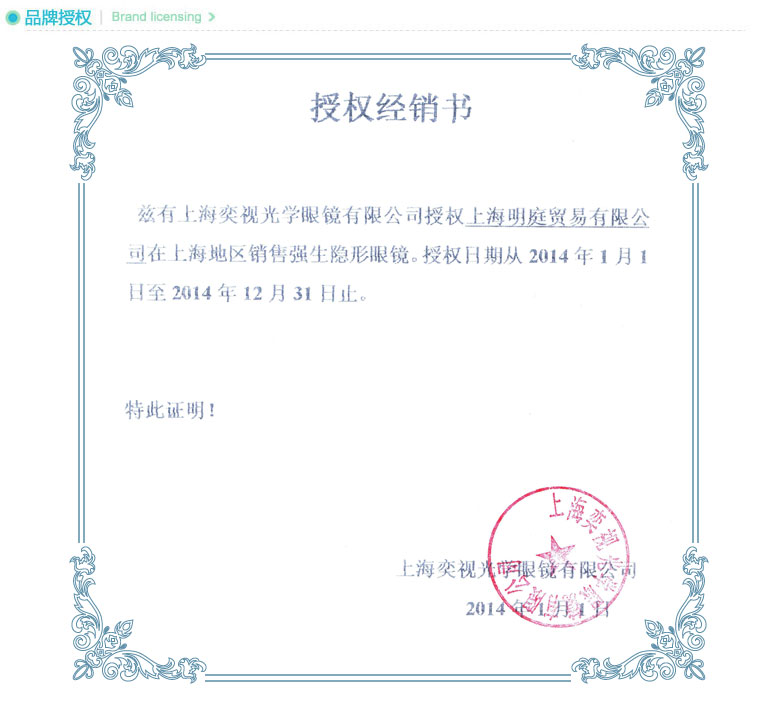 品牌授权 | Brand licensing >
授权经销书
兹有上海奕视光学眼镜有限公司授权上海明庭贸易有限公
司在上海地区销售强生隐形眼镜。授权日期从 2014 年 1 月 1
日至 2014 年 12 月 31 日止。
特此证明！
上海奕视光学眼镜有限公司
2014 年 1 月 1 日
上海奕视光学眼镜有限公司